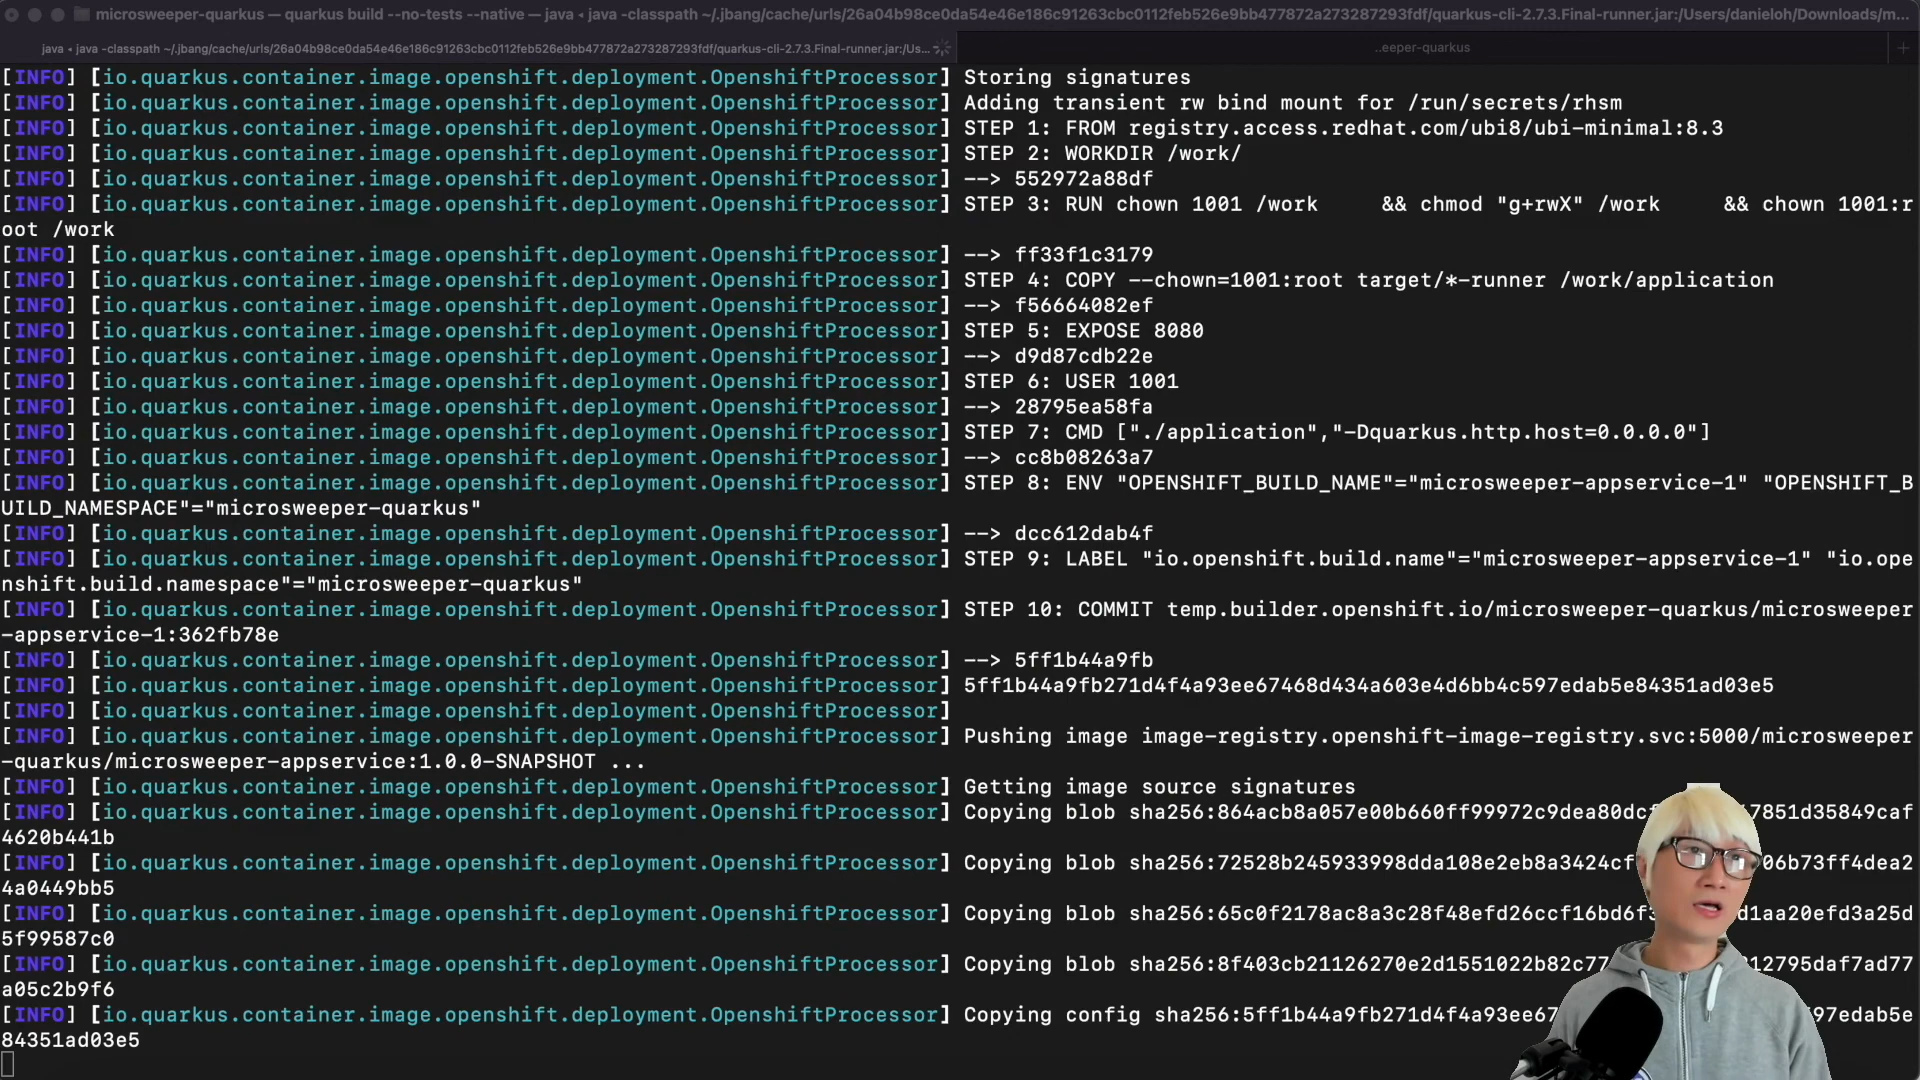 microsweeper-quarkus — quarkus build --no-tests --native — java ◂ java -classpath ~/.jbang/cache/urls/26a04b98ce0da54e46e186c91263cbc0112feb526e9bb477872a273287293fdf/quarkus-cli-2.7.3.Final-runner.jar:/Users/danieloh/Downloads/m...
java ◂ java -classpath ~/.jbang/cache/urls/26a04b98ce0da54e46e186c91263cbc0112feb526e9bb477872a273287293fdf/quarkus-cli-2.7.3.Final-runner.jar:/Us...
..eeper-quarkus
[INFO] [io.quarkus.container.image.openshift.deployment.OpenshiftProcessor] Storing signatures
[INFO] [io.quarkus.container.image.openshift.deployment.OpenshiftProcessor] Adding transient rw bind mount for /run/secrets/rhsm
[INFO] [io.quarkus.container.image.openshift.deployment.OpenshiftProcessor] STEP 1: FROM registry.access.redhat.com/ubi8/ubi-minimal:8.3
[INFO] [io.quarkus.container.image.openshift.deployment.OpenshiftProcessor] STEP 2: WORKDIR /work/
[INFO] [io.quarkus.container.image.openshift.deployment.OpenshiftProcessor] --> 552972a88df
[INFO] [io.quarkus.container.image.openshift.deployment.OpenshiftProcessor] STEP 3: RUN chown 1001 /work     && chmod "g+rwX" /work     && chown 1001:r
oot /work
[INFO] [io.quarkus.container.image.openshift.deployment.OpenshiftProcessor] --> ff33f1c3179
[INFO] [io.quarkus.container.image.openshift.deployment.OpenshiftProcessor] STEP 4: COPY --chown=1001:root target/*-runner /work/application
[INFO] [io.quarkus.container.image.openshift.deployment.OpenshiftProcessor] --> f56664082ef
[INFO] [io.quarkus.container.image.openshift.deployment.OpenshiftProcessor] STEP 5: EXPOSE 8080
[INFO] [io.quarkus.container.image.openshift.deployment.OpenshiftProcessor] --> d9d87cdb22e
[INFO] [io.quarkus.container.image.openshift.deployment.OpenshiftProcessor] STEP 6: USER 1001
[INFO] [io.quarkus.container.image.openshift.deployment.OpenshiftProcessor] --> 28795ea58fa
[INFO] [io.quarkus.container.image.openshift.deployment.OpenshiftProcessor] STEP 7: CMD ["./application","-Dquarkus.http.host=0.0.0.0"]
[INFO] [io.quarkus.container.image.openshift.deployment.OpenshiftProcessor] --> cc8b08263a7
[INFO] [io.quarkus.container.image.openshift.deployment.OpenshiftProcessor] STEP 8: ENV "OPENSHIFT_BUILD_NAME"="microsweeper-appservice-1" "OPENSHIFT_B
UILD_NAMESPACE"="microsweeper-quarkus"
[INFO] [io.quarkus.container.image.openshift.deployment.OpenshiftProcessor] --> dcc612dab4f
[INFO] [io.quarkus.container.image.openshift.deployment.OpenshiftProcessor] STEP 9: LABEL "io.openshift.build.name"="microsweeper-appservice-1" "io.ope
nshift.build.namespace"="microsweeper-quarkus"
[INFO] [io.quarkus.container.image.openshift.deployment.OpenshiftProcessor] STEP 10: COMMIT temp.builder.openshift.io/microsweeper-quarkus/microsweeper
-appservice-1:362fb78e
[INFO] [io.quarkus.container.image.openshift.deployment.OpenshiftProcessor] --> 5ff1b44a9fb
[INFO] [io.quarkus.container.image.openshift.deployment.OpenshiftProcessor] 5ff1b44a9fb271d4f4a93ee67468d434a603e4d6bb4c597edab5e84351ad03e5
[INFO] [io.quarkus.container.image.openshift.deployment.OpenshiftProcessor]
[INFO] [io.quarkus.container.image.openshift.deployment.OpenshiftProcessor] Pushing image image-registry.openshift-image-registry.svc:5000/microsweeper
-quarkus/microsweeper-appservice:1.0.0-SNAPSHOT ...
[INFO] [io.quarkus.container.image.openshift.deployment.OpenshiftProcessor] Getting image source signatures
[INFO] [io.quarkus.container.image.openshift.deployment.OpenshiftProcessor] Copying blob
4620b441b
[INFO] [io.quarkus.container.image.openshift.deployment.OpenshiftProcessor] Copying blob
4a0449bb5
[INFO] [io.quarkus.container.image.openshift.deployment.OpenshiftProcessor] Copying blob
5f99587c0
[INFO] [io.quarkus.container.image.openshift.deployment.OpenshiftProcessor] Copying blob
a05c2b9f6
[INFO] [io.quarkus.container.image.openshift.deployment.OpenshiftProcessor] Copying config
84351ad03e5